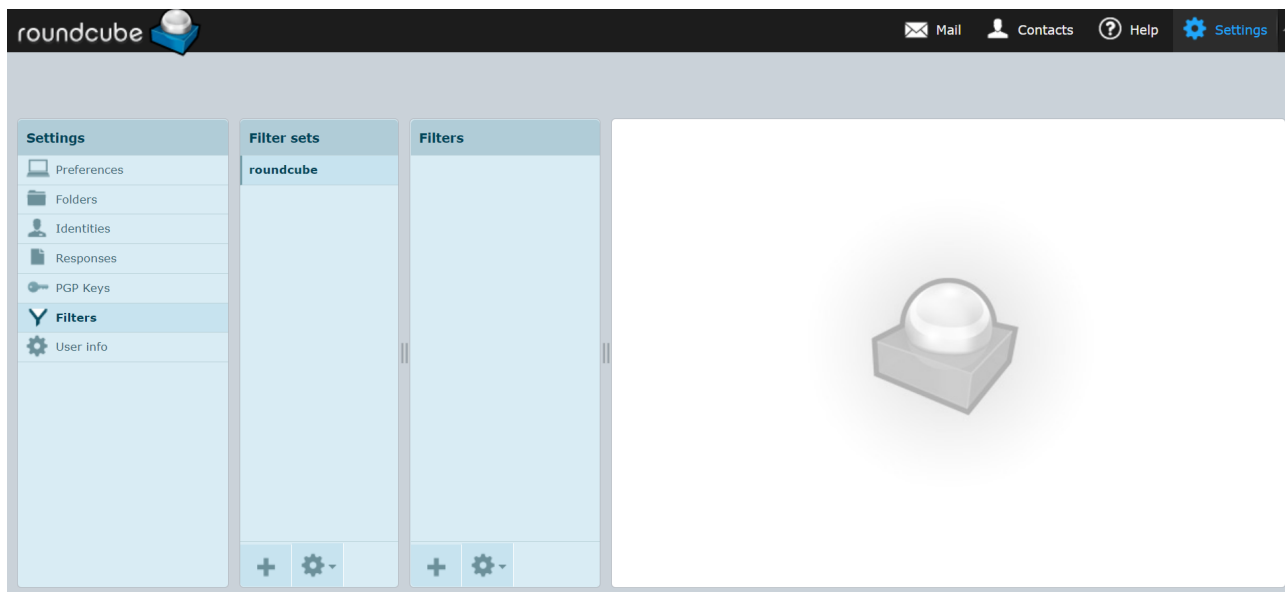 roundcube
Mail Contacts Help Settings
Settings
Preferences
Folders
Identities
Responses
PGP Keys
Filters
User info
Filter sets
roundcube
Filters